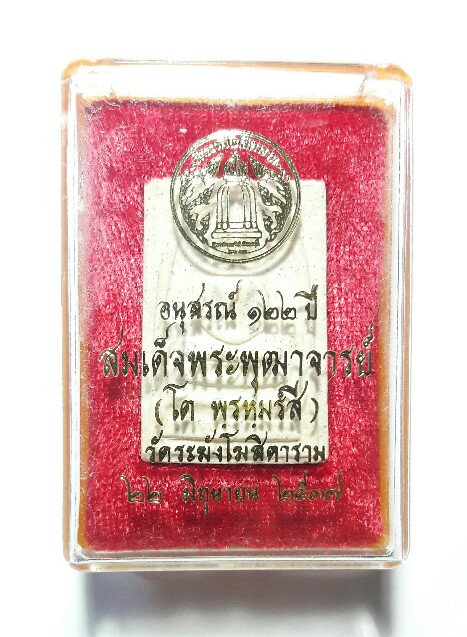 อนุสรณ์ ๑๒๒ ปี
สมเด็จพระพุฒาจารย์
(โต พรหฺมรํสี)
วัดระฆังโฆสิตาราม
๒๒ มิถุนายน ๒๕๓๗